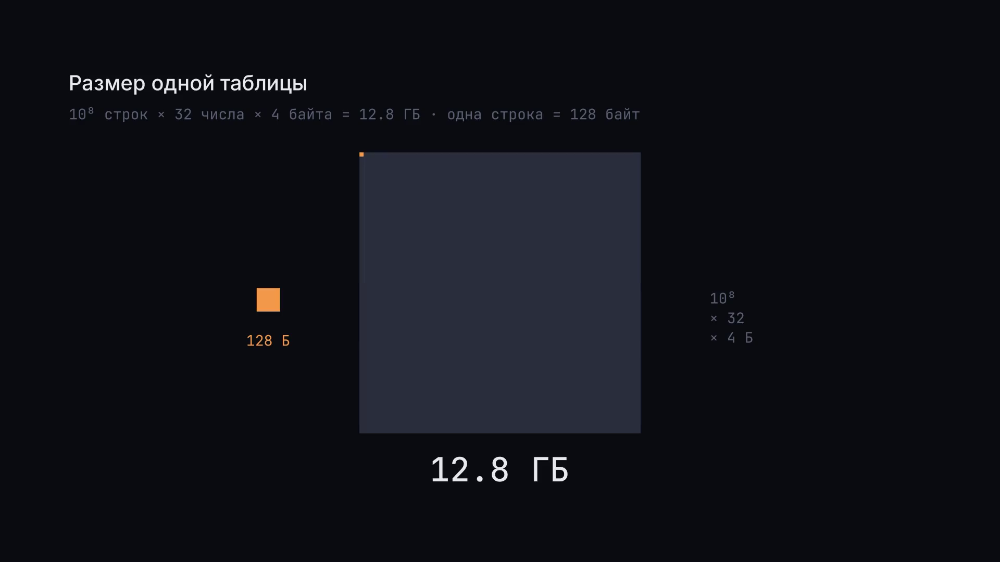 Размер одной таблицы
10⁸ строк × 32 числа × 4 байта = 12.8 ГБ · одна строка = 128 байт
128 Б
10⁸
× 32
× 4 Б
12.8 ГБ